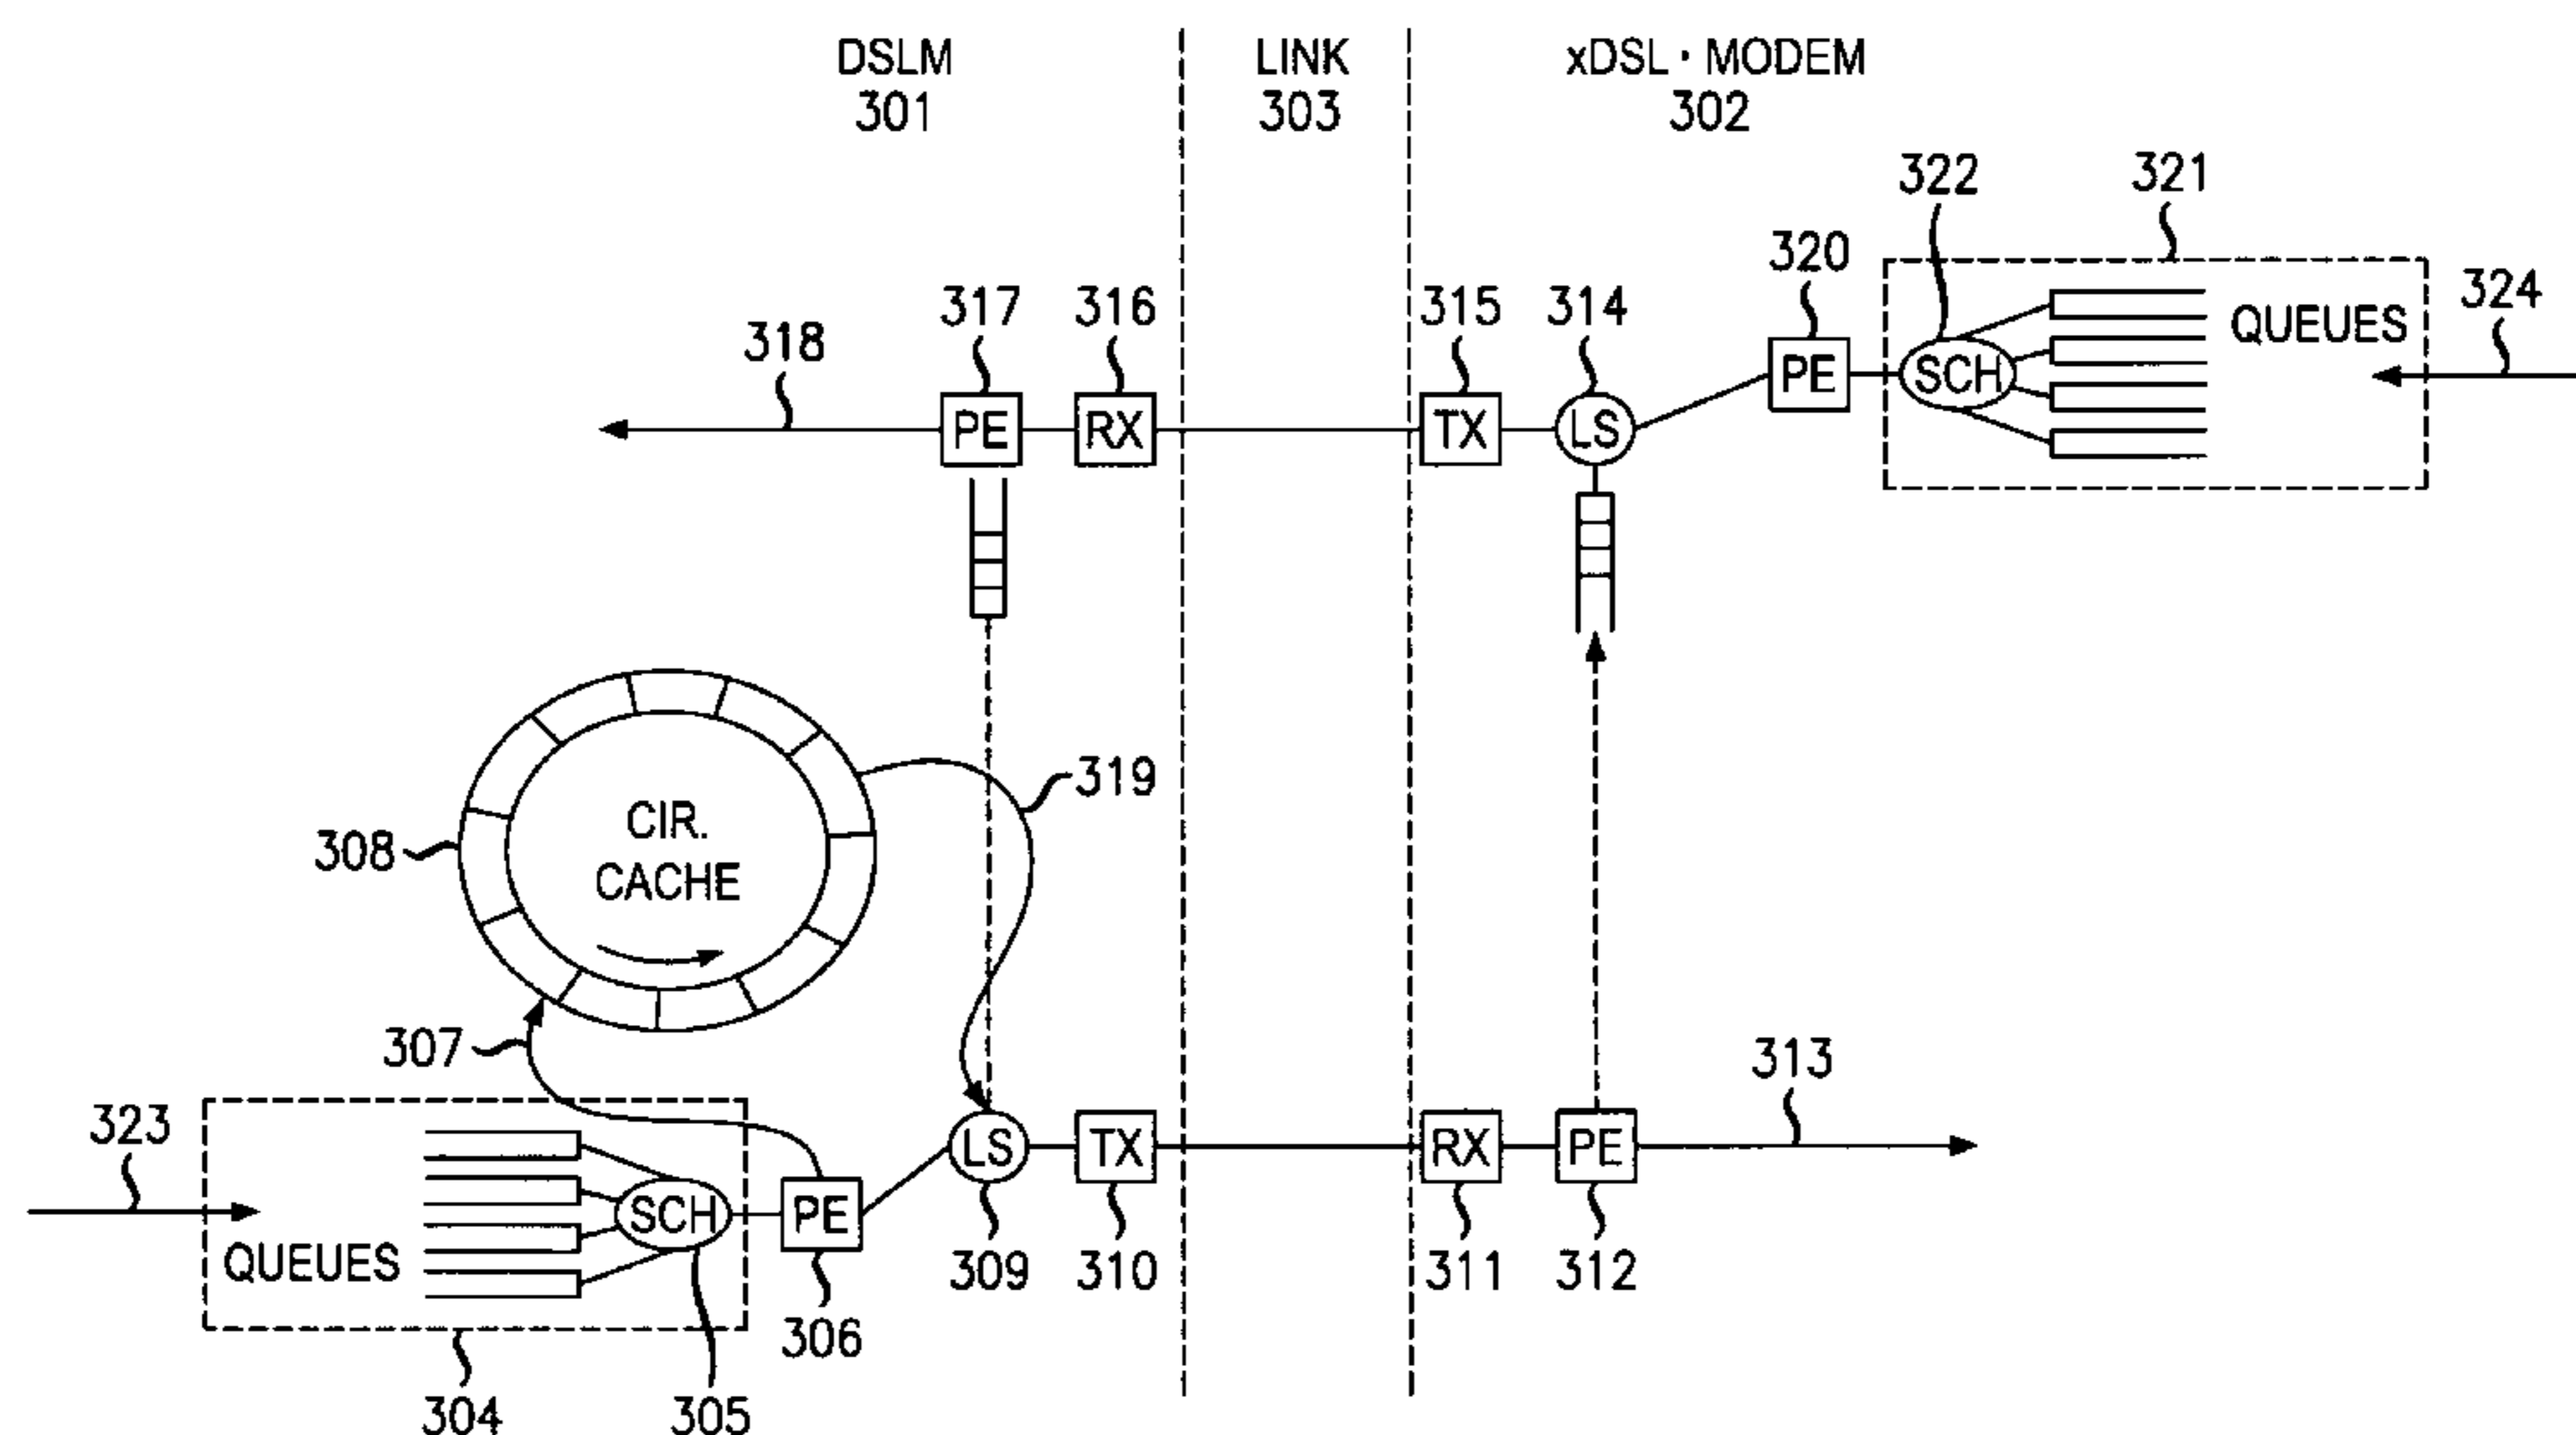 DSLM
301
LINK
303
xDSL · MODEM
302
322
321
320
324
317
316
315
314
318
QUEUES
PE
SCH
PE
RX
TX
LS
319
308
CIR.
CACHE
307
313
323
LS
TX
RX
PE
SCH
PE
QUEUES
309
310
311
312
306
304
305